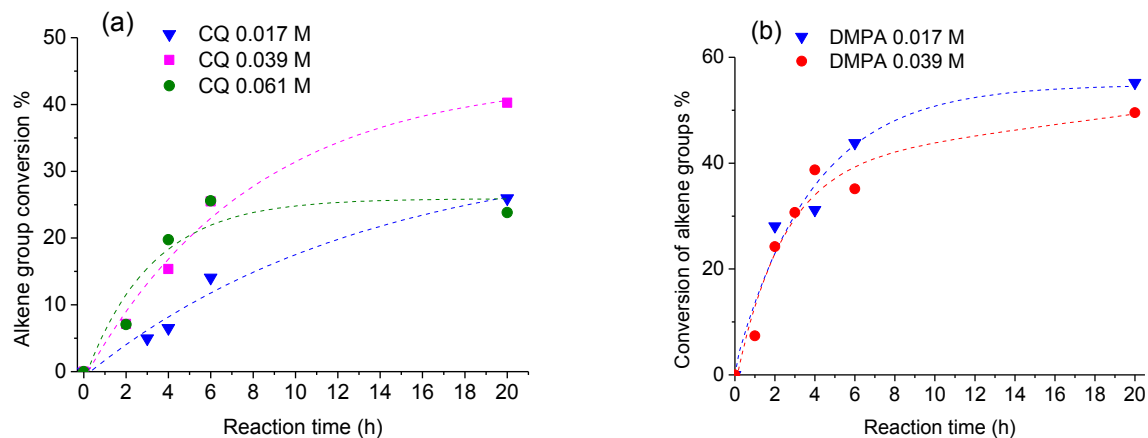 (a)
CQ 0.017 M
CQ 0.039 M
CQ 0.061 M
Alkene group conversion %
50
40
30
20
10
0
0 2 4 6 8 10 12 14 16 18 20
Reaction time (h)
(b)
DMPA 0.017 M
DMPA 0.039 M
Conversion of alkene groups %
60
40
20
0
0 2 4 6 8 10 12 14 16 18 20
Reaction time (h)